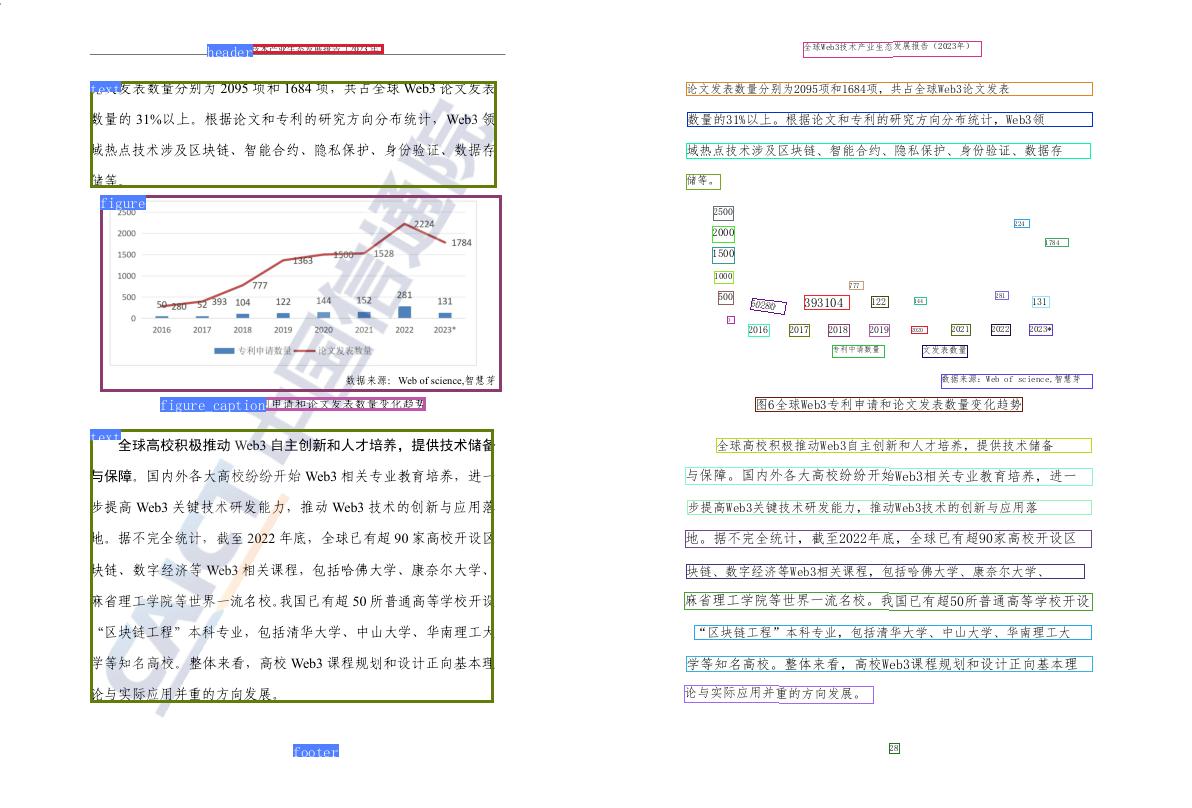 header
text
发表数量分别为 2095 项和 1684 项，共占全球 Web3 论文发表
数量的 31%以上。根据论文和专利的研究方向分布统计，Web3 领
域热点技术涉及区块链、智能合约、隐私保护、身份验证、数据存
储等。
figure
2500
2000
1500
1000
500
0
50 280 52 393 104 777 122 1363 144 1500 152 1528 281 2224 131 1784
2016 2017 2018 2019 2020 2021 2022 2023*
专利申请数量 论文发表数量
数据来源：Web of science,智慧芽
figure_caption 申请和论文发表数量变化趋势
text
全球高校积极推动 Web3 自主创新和人才培养，提供技术储备
与保障。国内外各大高校纷纷开始 Web3 相关专业教育培养，进一
步提高 Web3 关键技术研发能力，推动 Web3 技术的创新与应用落
地。据不完全统计，截至 2022 年底，全球已有超 90 家高校开设区
块链、数字经济等 Web3 相关课程，包括哈佛大学、康奈尔大学、
麻省理工学院等世界一流名校。我国已有超 50 所普通高等学校开设
“区块链工程”本科专业，包括清华大学、中山大学、华南理工大
学等知名高校。整体来看，高校 Web3 课程规划和设计正向基本理
论与实际应用并重的方向发展。
footer
CAICT 中国信通院
全球Web3技术产业生态发展报告（2023年）
论文发表数量分别为2095项和1684项，共占全球Web3论文发表
数量的31%以上。根据论文和专利的研究方向分布统计，Web3领
域热点技术涉及区块链、智能合约、隐私保护、身份验证、数据存
储等。
2500
224
2000
1784
1500
1000
777
500
50280
393104
122
144
281
131
2016
2017
2018
2019
2020
2021
2022
2023*
专利申请数量
文发表数量
数据来源：Web of science,智慧芽
图6全球Web3专利申请和论文发表数量变化趋势
全球高校积极推动Web3自主创新和人才培养，提供技术储备
与保障。国内外各大高校纷纷开始Web3相关专业教育培养，进一
步提高Web3关键技术研发能力，推动Web3技术的创新与应用落
地。据不完全统计，截至2022年底，全球已有超90家高校开设区
块链、数字经济等Web3相关课程，包括哈佛大学、康奈尔大学、
麻省理工学院等世界一流名校。我国已有超50所普通高等学校开设
“区块链工程”本科专业，包括清华大学、中山大学、华南理工大
学等知名高校。整体来看，高校Web3课程规划和设计正向基本理
论与实际应用并重的方向发展。
28